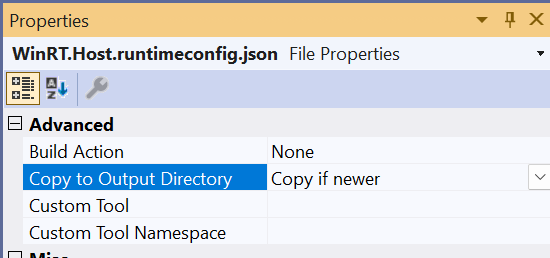 Properties
WinRT.Host.runtimeconfig.json File Properties
Advanced
Build Action None
Copy to Output Directory Copy if newer
Custom Tool
Custom Tool Namespace
Misc